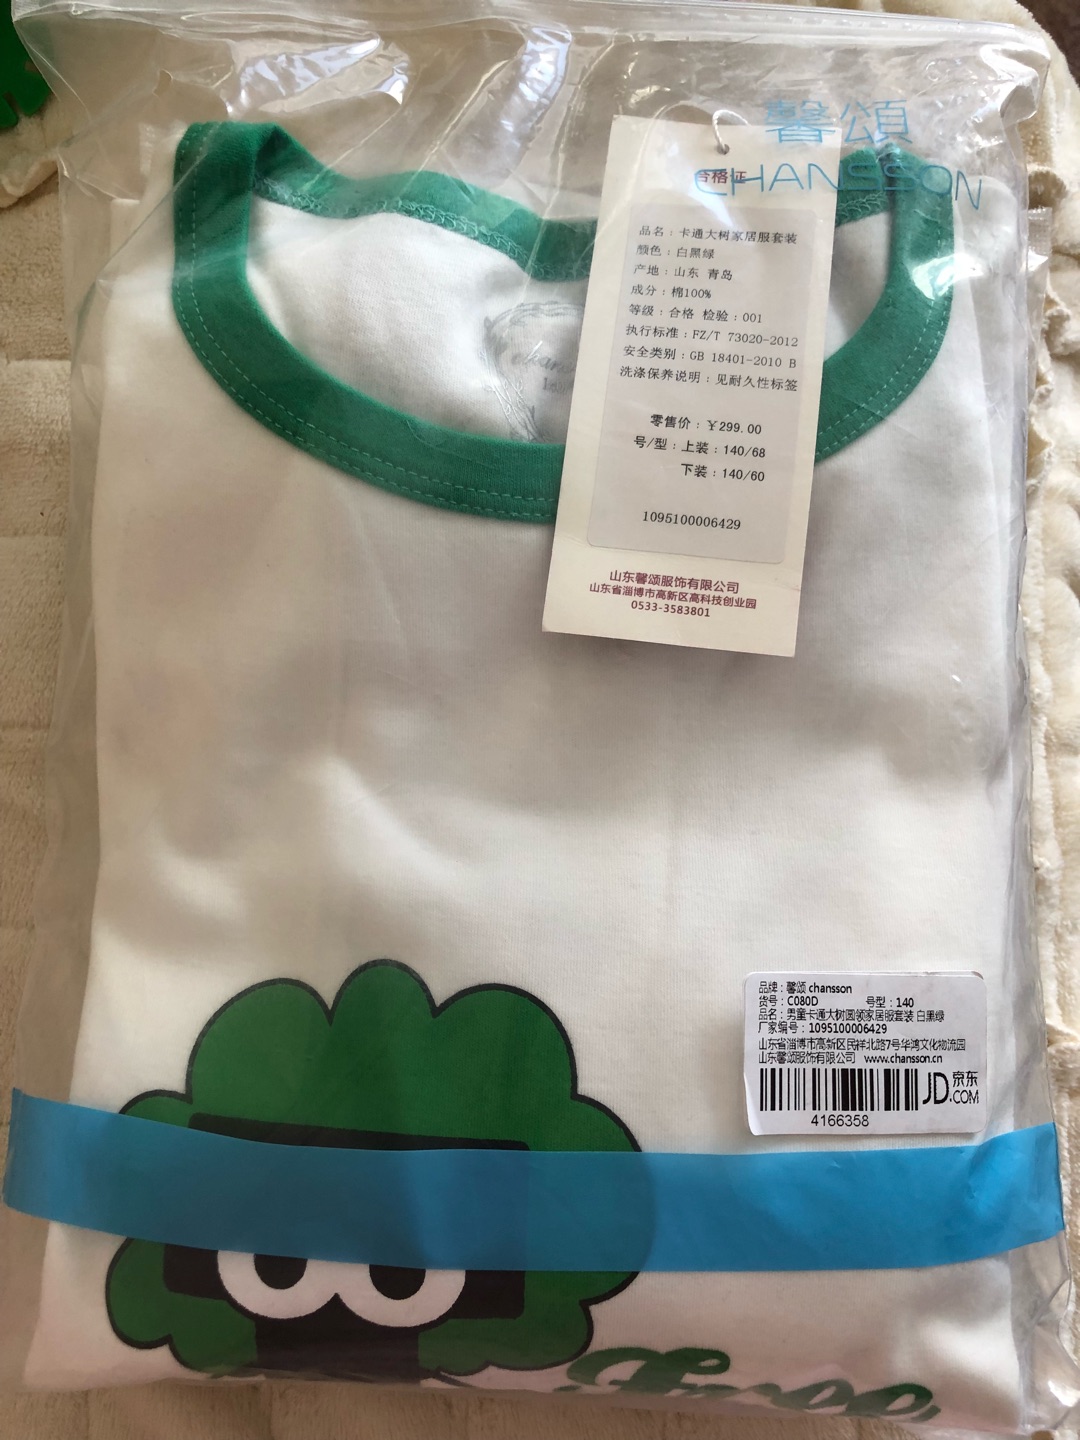 馨頌
CHANSSON
合格证
品名：卡通大树家居服套装
颜色：白黑绿
产地：山东 青岛
成分：棉100%
等级：合格 检验：001
执行标准：FZ/T 73020-2012
安全类别：GB 18401-2010 B
洗涤保养说明：见耐久性标签
零售价：￥299.00
号/型：上装：140/68
下装：140/60
1095100006429
山东馨颂服饰有限公司
山东省淄博市高新区高科技创业园
0533-3583801
品牌：馨颂 chansson
货号：C080D 号型：140
品名：男童卡通大树圆领家居服套装 白黑绿
厂家编号：1095100006429
山东省淄博市高新区民祥北路7号华鸿文化物流园
山东馨颂服饰有限公司 www.chansson.cn
JD 京东
.COM
4166358
Free